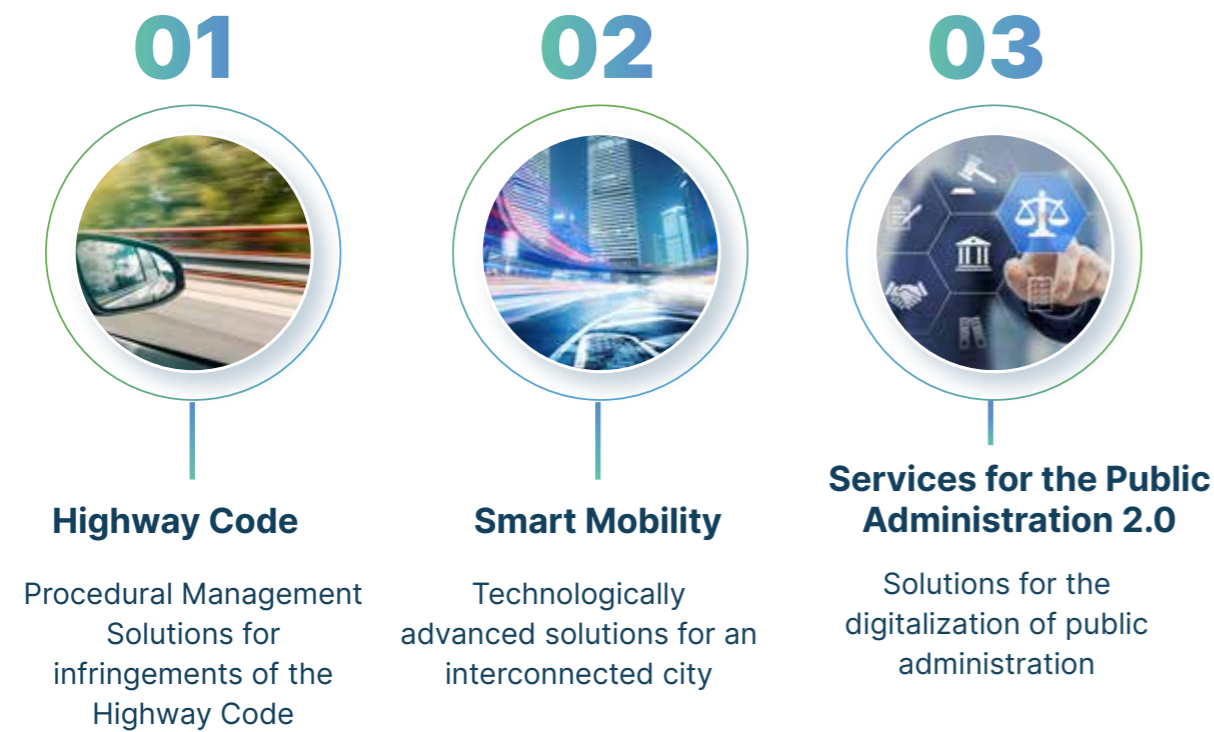 01
Highway Code
Procedural Management
Solutions for
infringements of the
Highway Code
02
Smart Mobility
Technologically
advanced solutions for an
interconnected city
03
Services for the Public
Administration 2.0
Solutions for the
digitalization of public
administration